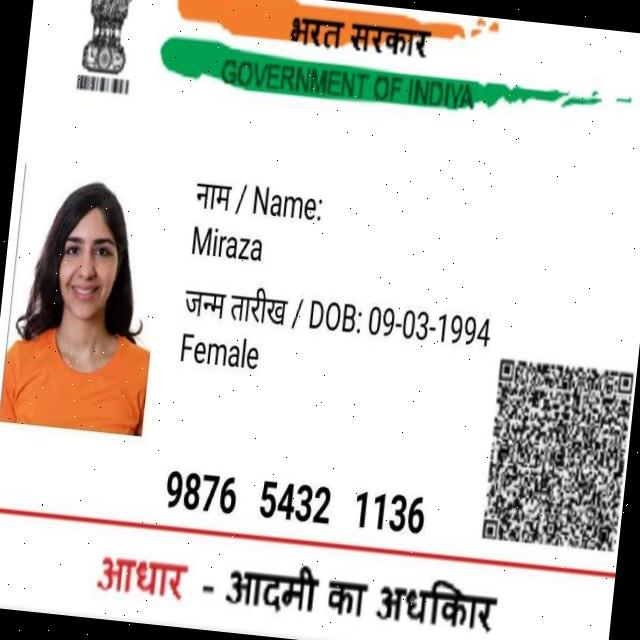 भरत सरकार
GOVERNMENT OF INDIYA
नाम / Name:
Miraza
जन्म तारीख / DOB: 09-03-1994
Female
9876 5432 1136
आधार - आदमी का अधकिार